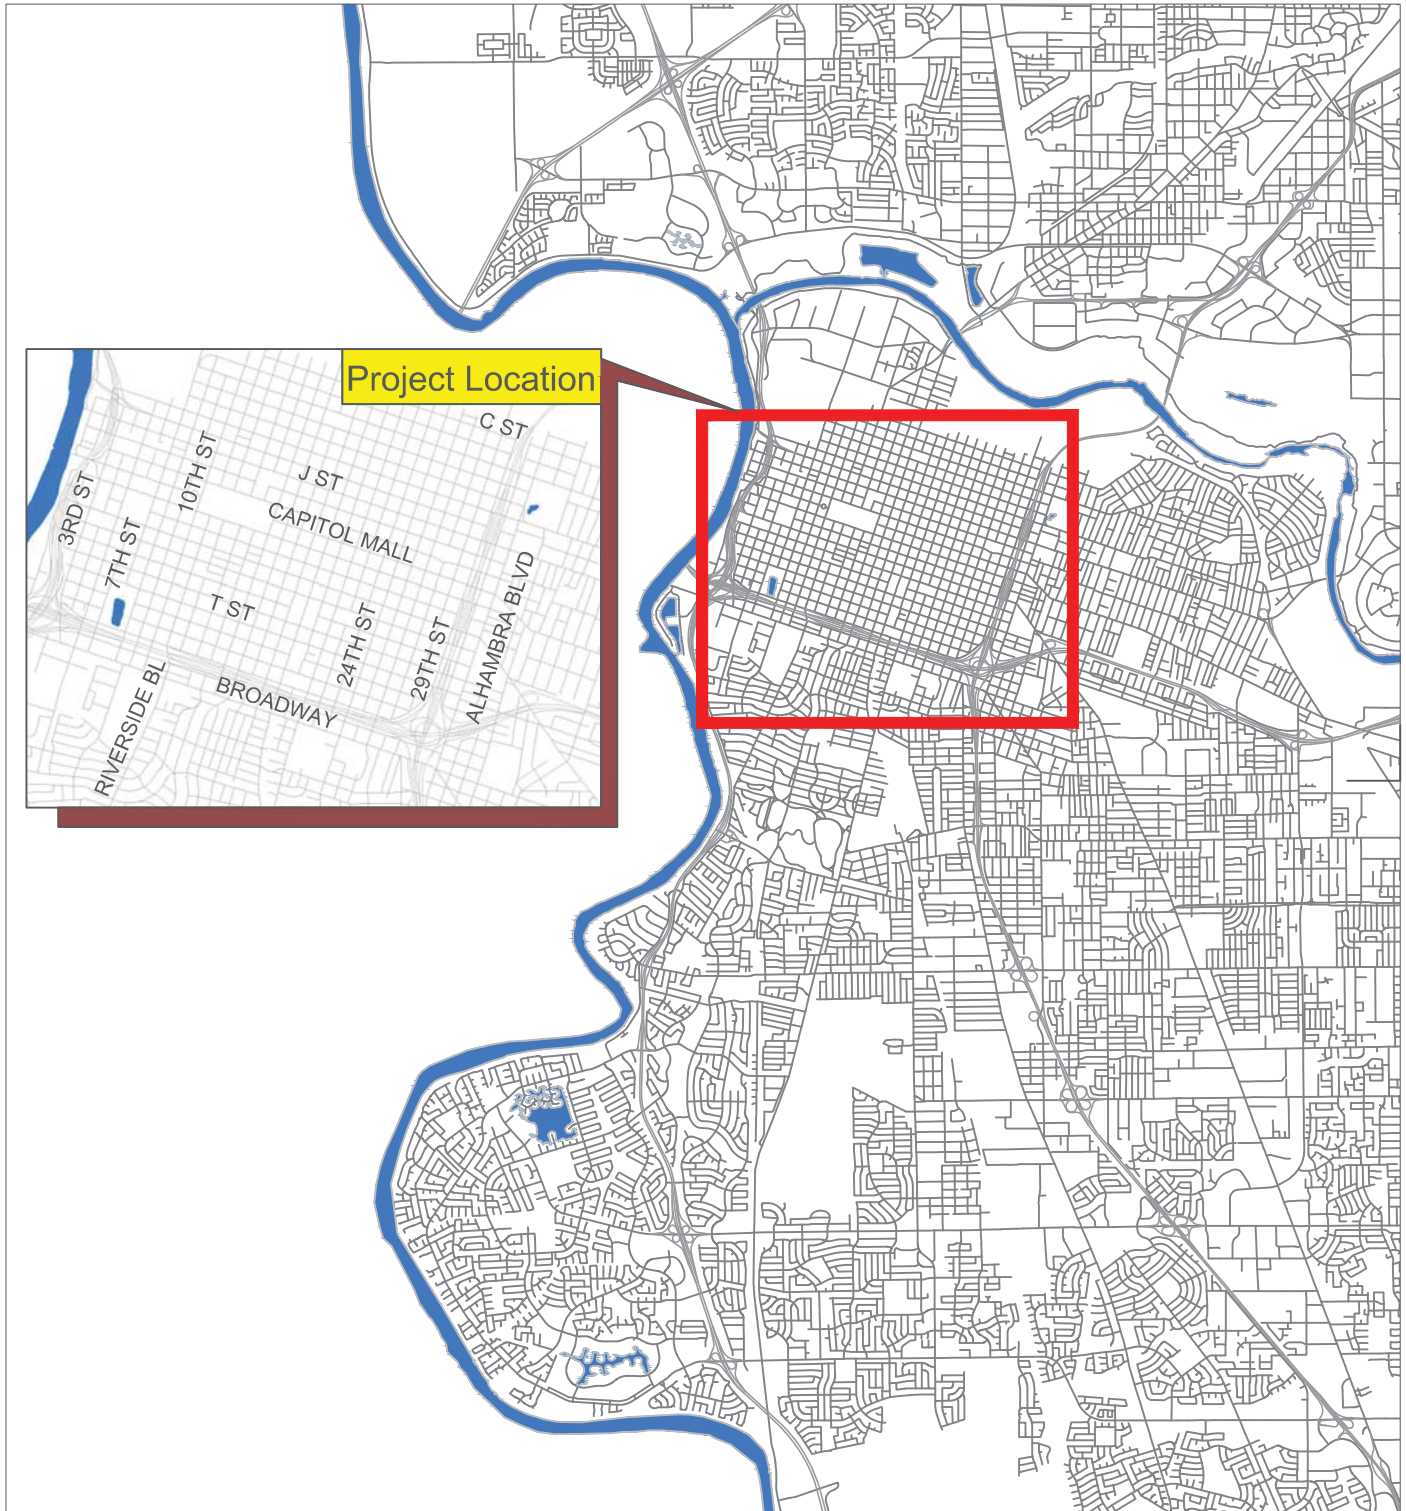 Project Location
C ST
10TH ST
J ST
3RD ST
CAPITOL MALL
7TH ST
T ST
24TH ST
29TH ST
ALHAMBRA BLVD
BROADWAY
RIVERSIDE BL